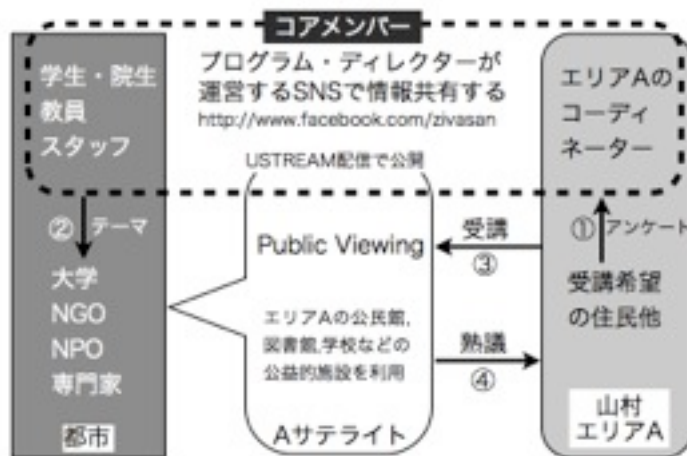 コアメンバー
学生・院生
教員
スタッフ
プログラム・ディレクターが
運営するSNSで情報共有する
http://www.facebook.com/zivasan
エリアAの
コーディ
ネーター
USTREAM配信で公開
② テーマ
大学
NGO
NPO
専門家
都市
Public Viewing
エリアAの公民館,
図書館,学校などの
公益的施設を利用
Aサテライト
受講
③
熟議
④
① アンケート
受講希望
の住民他
山村
エリアA